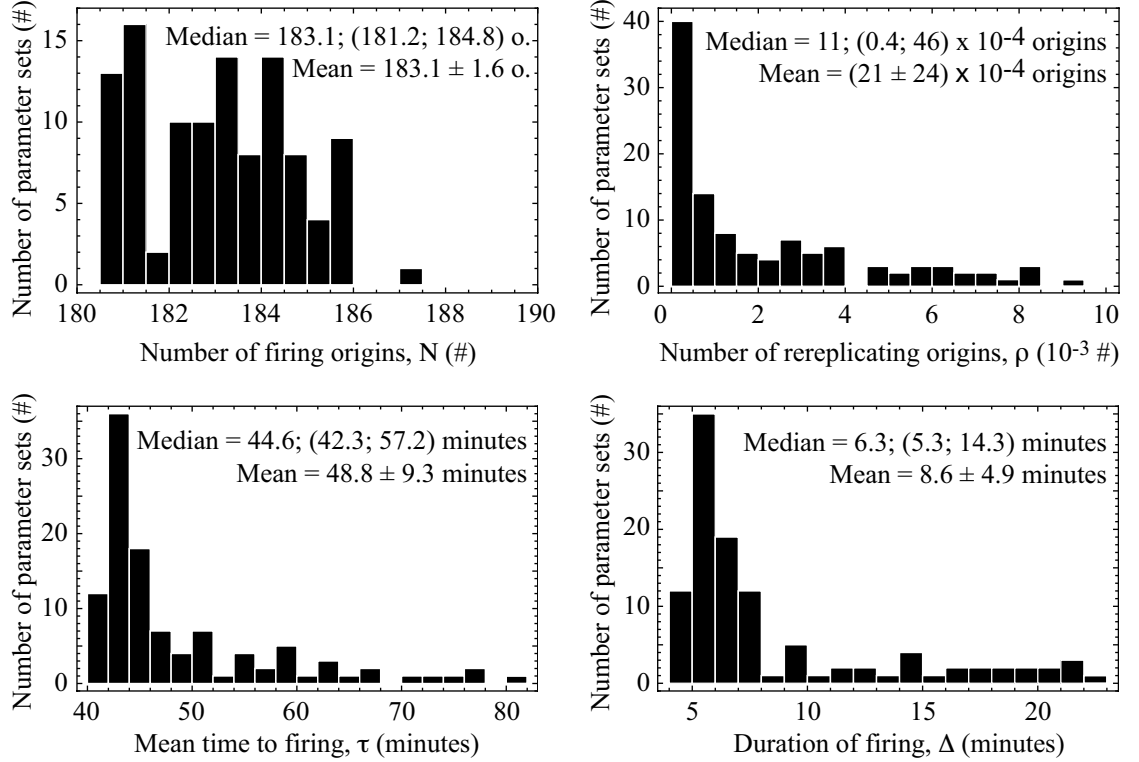 Number of parameter sets (#)
15
10
5
0
180
182
184
186
188
190
Median = 183.1; (181.2; 184.8) o.
Mean = 183.1 ± 1.6 o.
Number of firing origins, N (#)
Number of parameter sets (#)
40
30
20
10
0
0
2
4
6
8
10
Median = 11; (0.4; 46) x 10-4 origins
Mean = (21 ± 24) x 10-4 origins
Number of rereplicating origins, ρ (10-3 #)
Number of parameter sets (#)
30
20
10
0
40
50
60
70
80
Median = 44.6; (42.3; 57.2) minutes
Mean = 48.8 ± 9.3 minutes
Mean time to firing, τ (minutes)
Number of parameter sets (#)
30
20
10
0
5
10
15
20
Median = 6.3; (5.3; 14.3) minutes
Mean = 8.6 ± 4.9 minutes
Duration of firing, Δ (minutes)